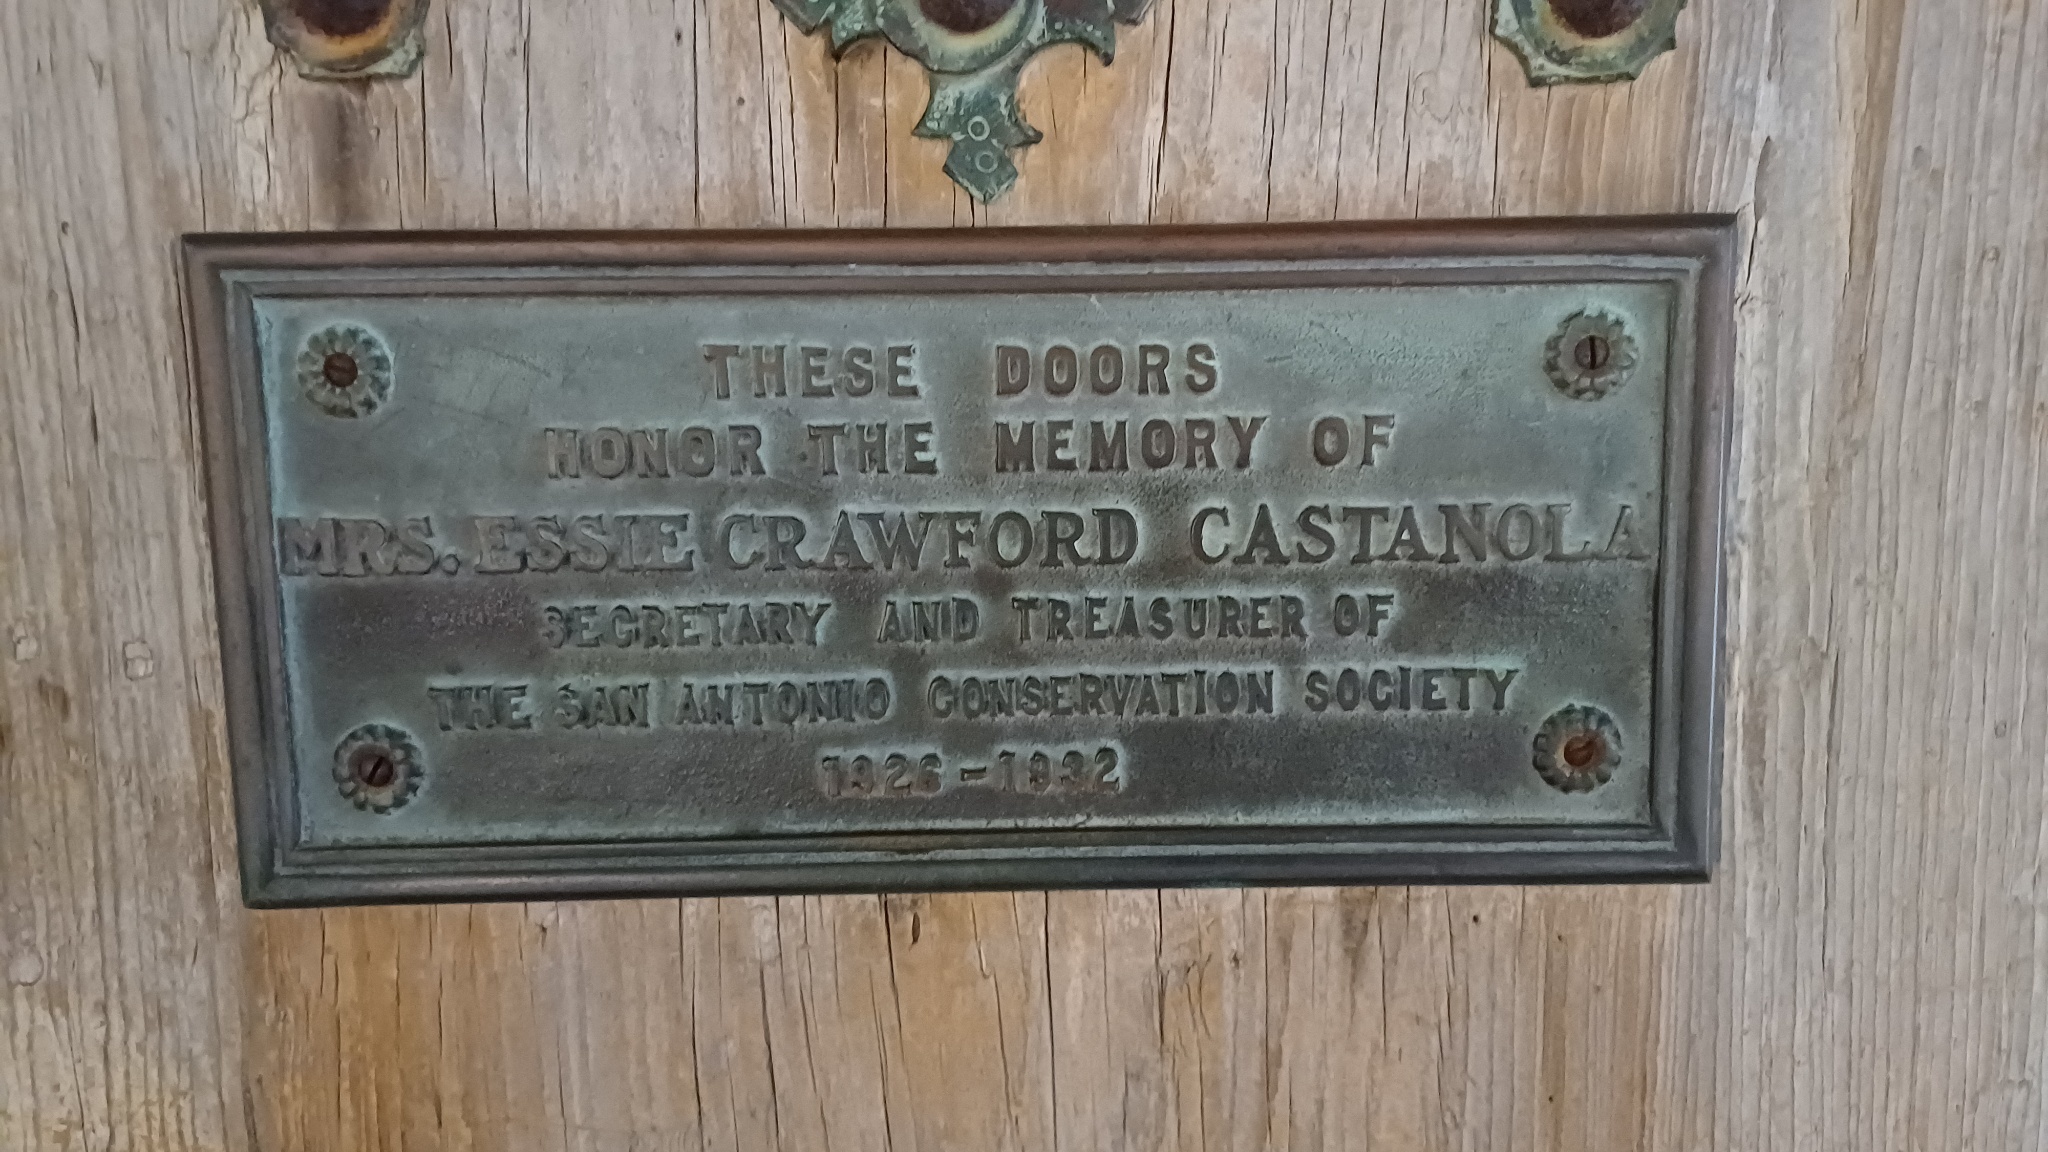 THESE DOORS
HONOR THE MEMORY OF
MRS. ESSIE CRAWFORD CASTANOLA
SECRETARY AND TREASURER OF
THE SAN ANTONIO CONSERVATION SOCIETY
1926-1932